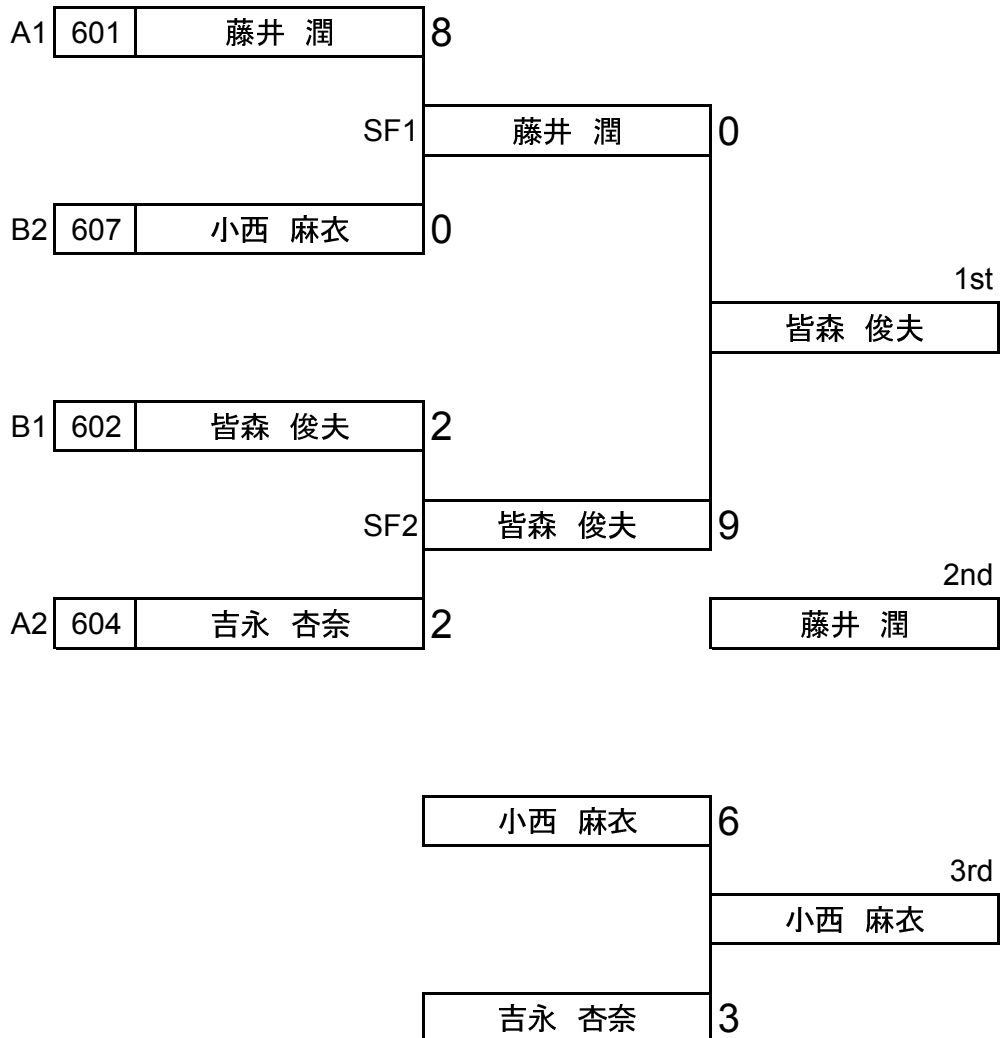 A1 601 藤井 潤 8
SF1 藤井 潤 0
B2 607 小西 麻衣 0
1st
皆森 俊夫
B1 602 皆森 俊夫 2
SF2 皆森 俊夫 9
2nd
A2 604 吉永 杏奈 2 藤井 潤
小西 麻衣 6
3rd
小西 麻衣
吉永 杏奈 3